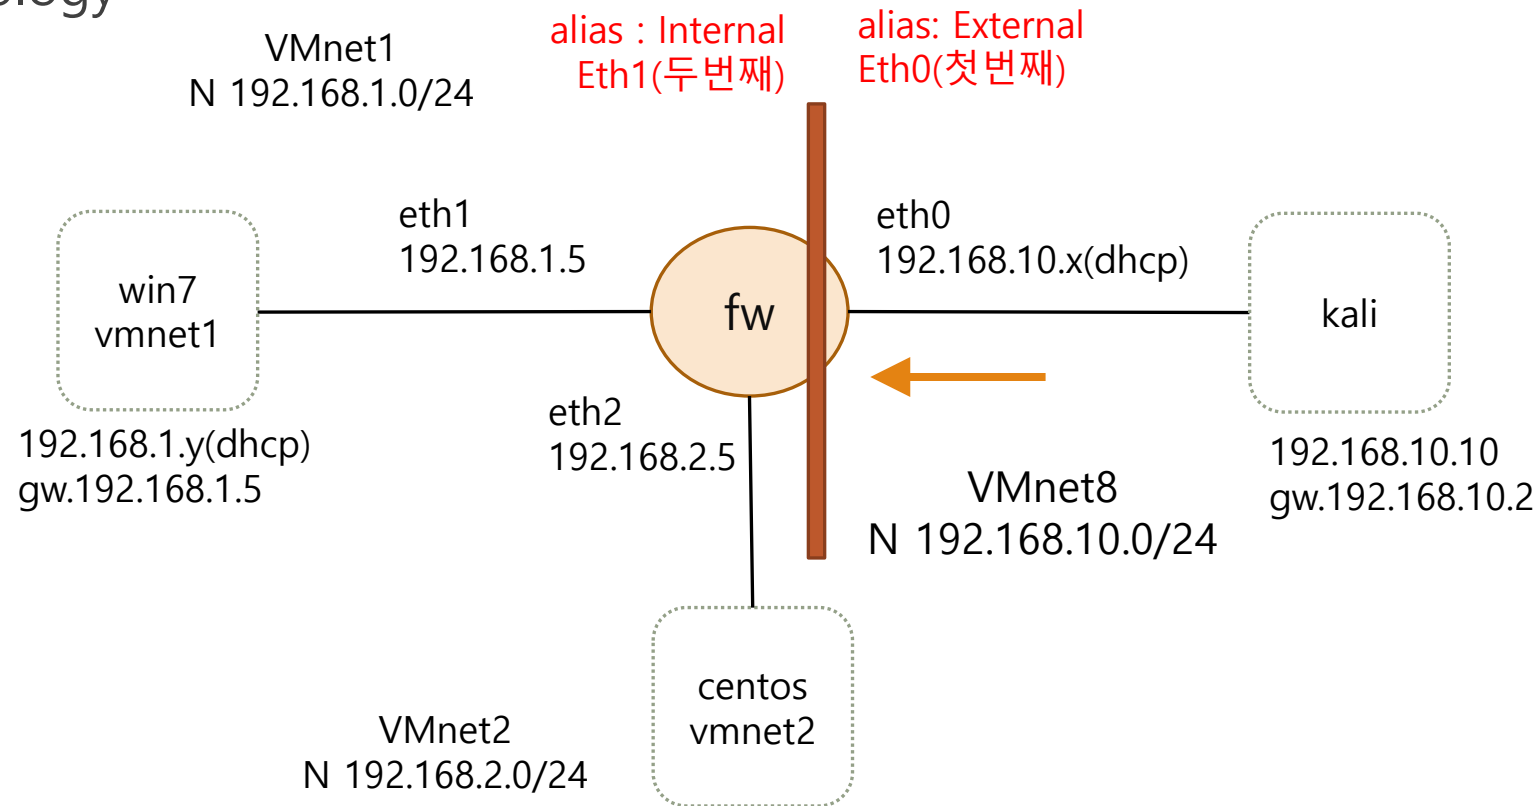 VMnet1
N 192.168.1.0/24
alias : Internal
Eth1(두번째)
alias: External
Eth0(첫번째)
eth1
192.168.1.5
eth0
192.168.10.x(dhcp)
win7
vmnet1
fw
kali
192.168.1.y(dhcp)
gw.192.168.1.5
eth2
192.168.2.5
VMnet8
N 192.168.10.0/24
192.168.10.10
gw.192.168.10.2
centos
vmnet2
VMnet2
N 192.168.2.0/24